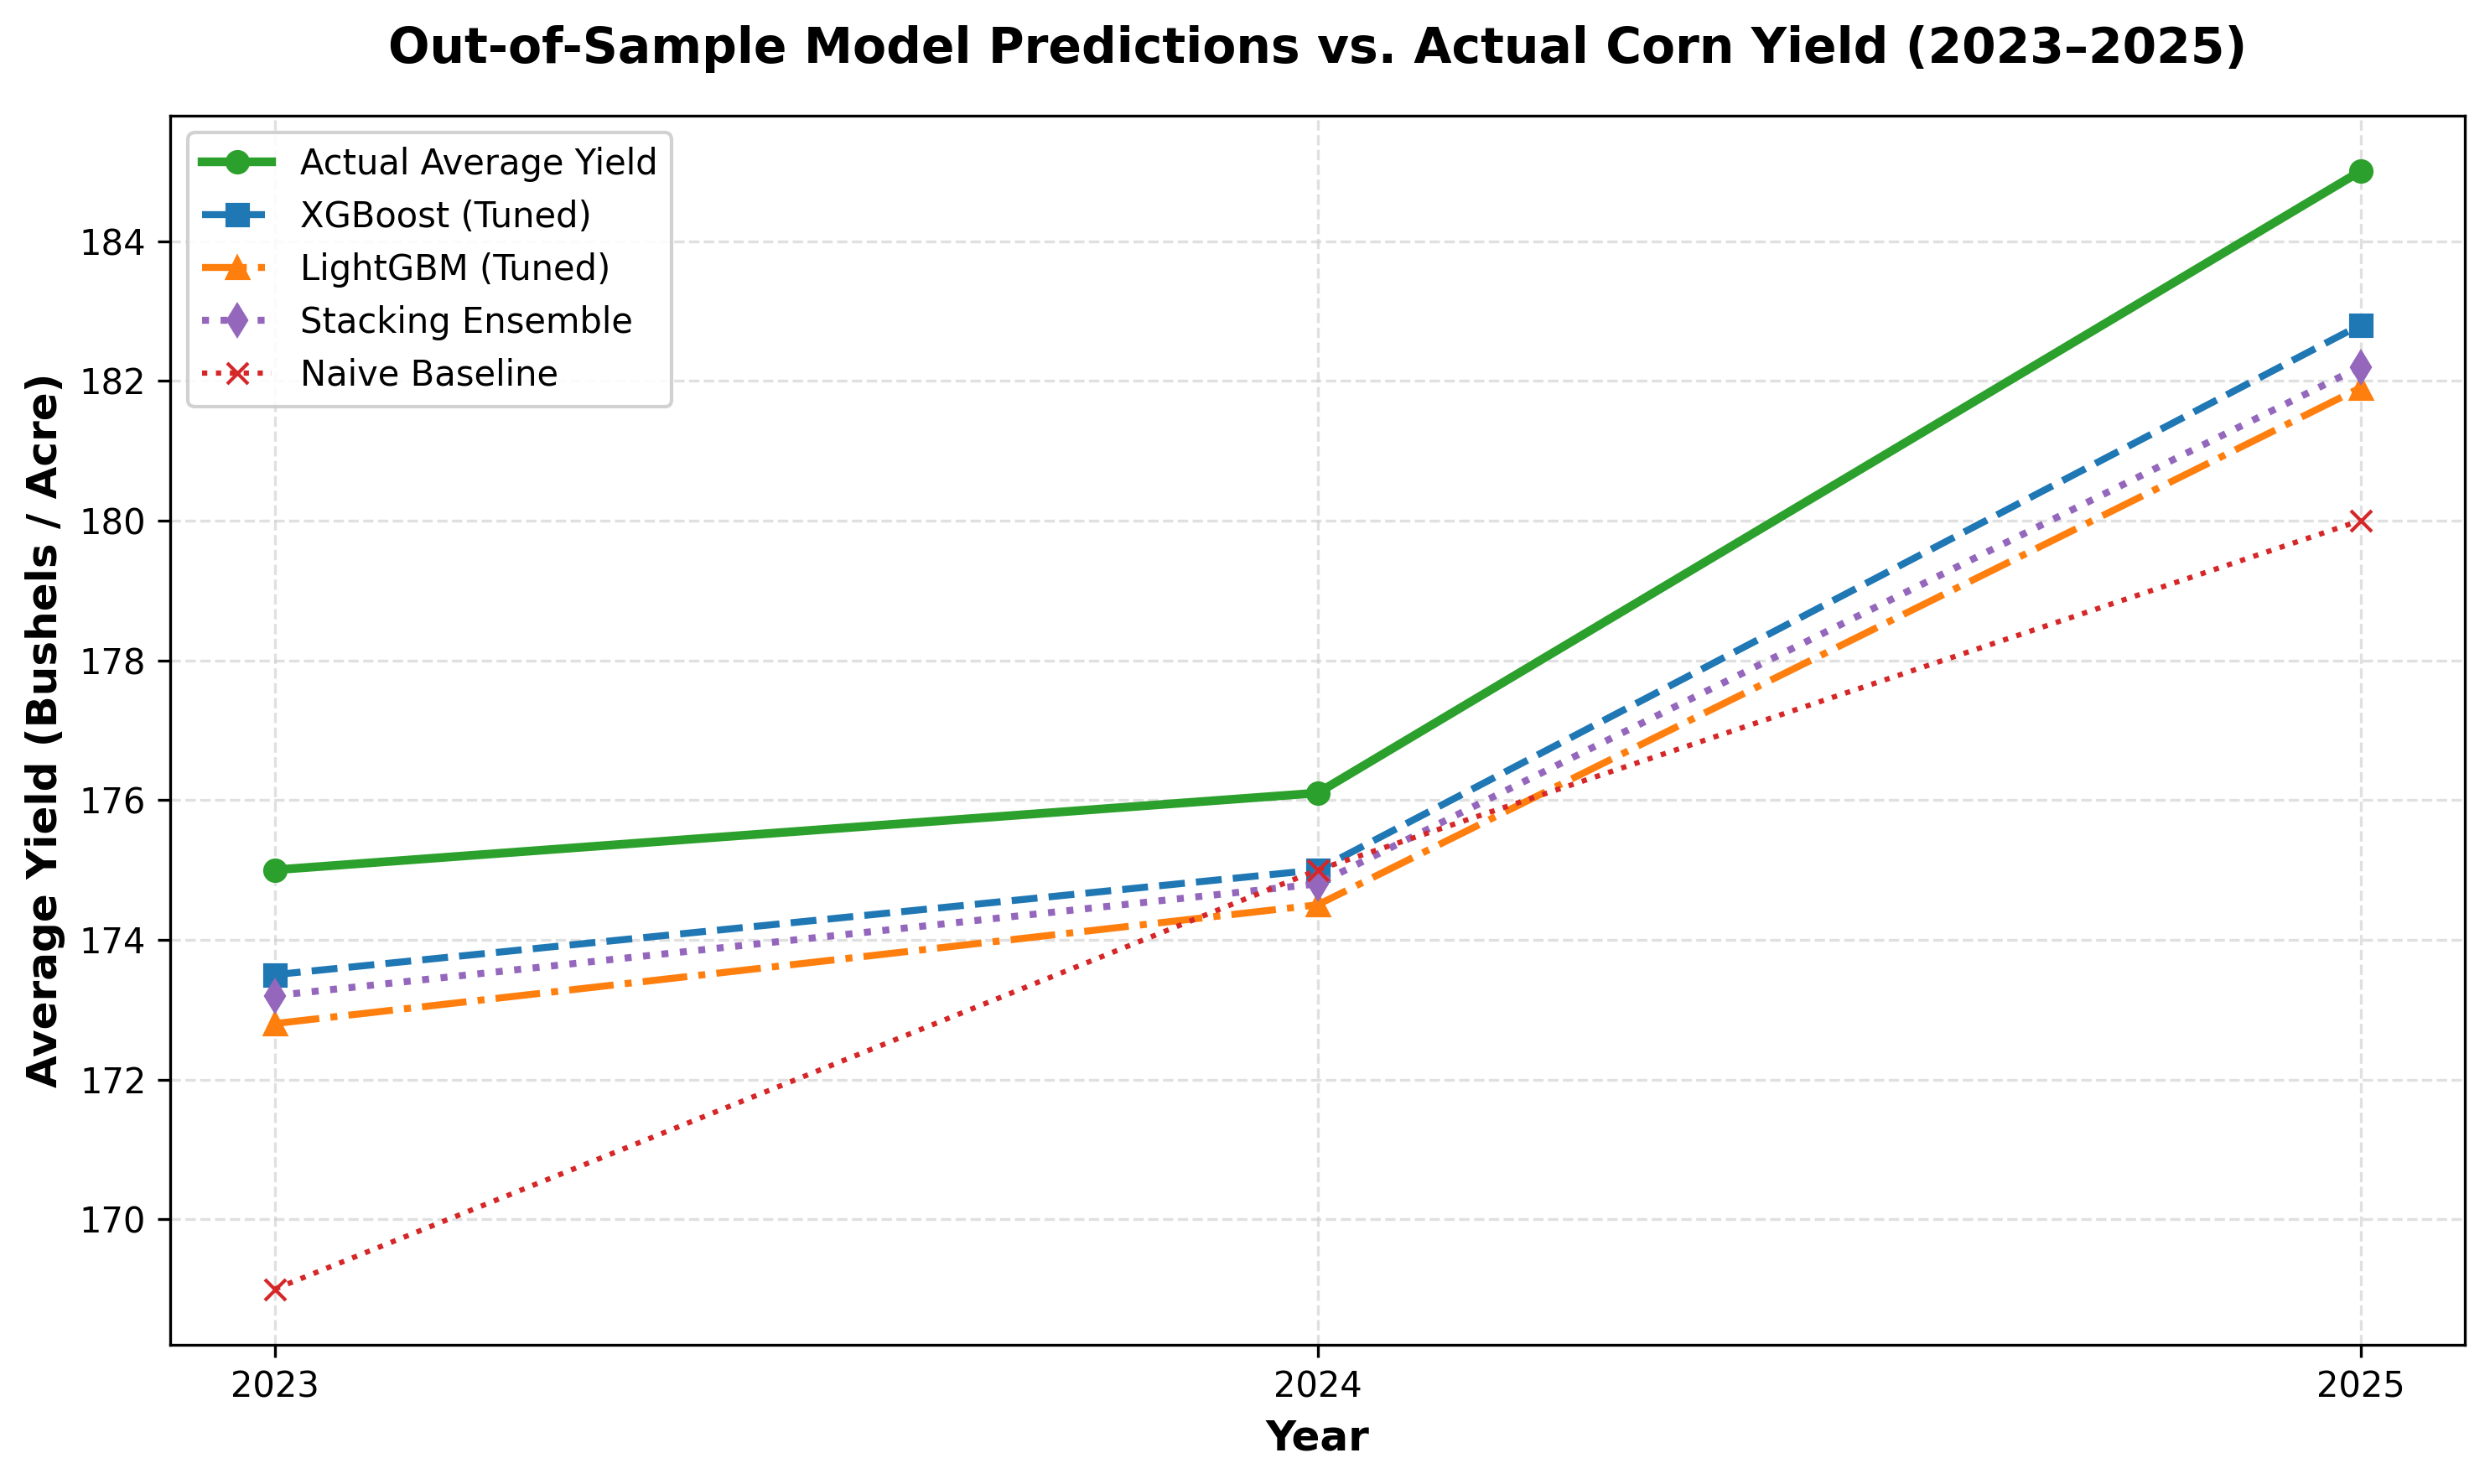 Out-of-Sample Model Predictions vs. Actual Corn Yield (2023–2025)
Actual Average Yield
XGBoost (Tuned)
LightGBM (Tuned)
Stacking Ensemble
Naive Baseline
Average Yield (Bushels / Acre)
184
182
180
178
176
174
172
170
2023
2024
2025
Year